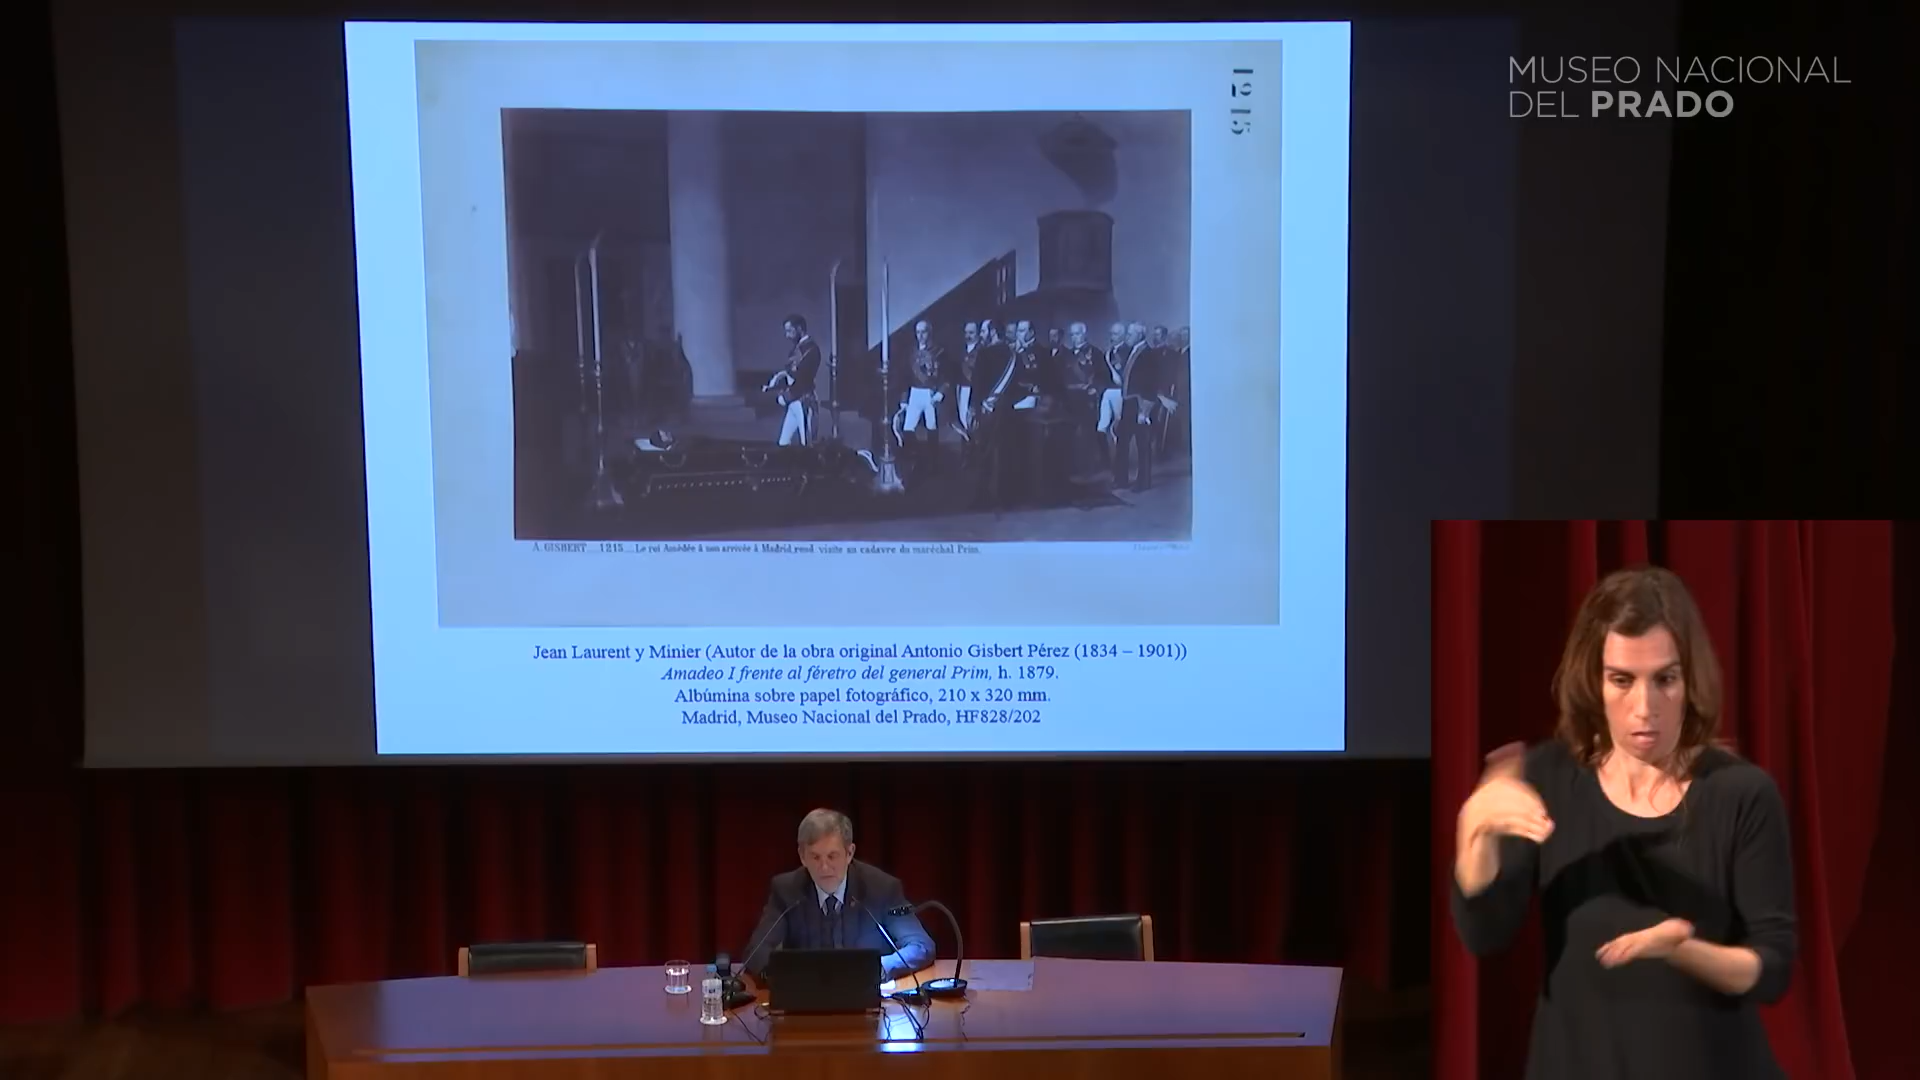 MUSEO NACIONAL
DEL PRADO
1215
A. GISBERT. 1215. Le roi Amédée à son arrivée à Madrid rend visite au cadavre du maréchal Prim.
Jean Laurent y Minier (Autor de la obra original Antonio Gisbert Pérez (1834 – 1901))
Amadeo I frente al féretro del general Prim, h. 1879.
Albúmina sobre papel fotográfico, 210 x 320 mm.
Madrid, Museo Nacional del Prado, HF828/202